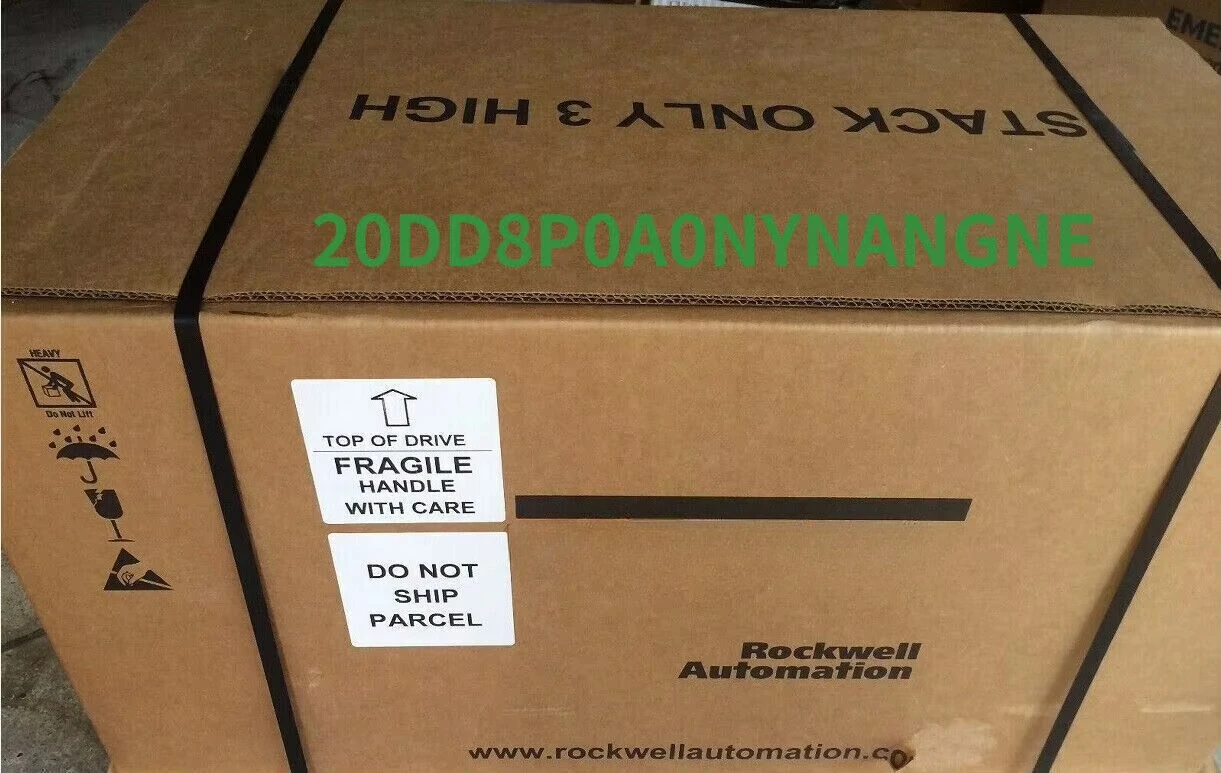 EME
STACK ONLY 3 HIGH
20DD8P0A0NYNANGNE
HEAVY
Do Not Lift
TOP OF DRIVE
FRAGILE
HANDLE
WITH CARE
DO NOT
SHIP
PARCEL
Rockwell
Automation
www.rockwellautomation.co